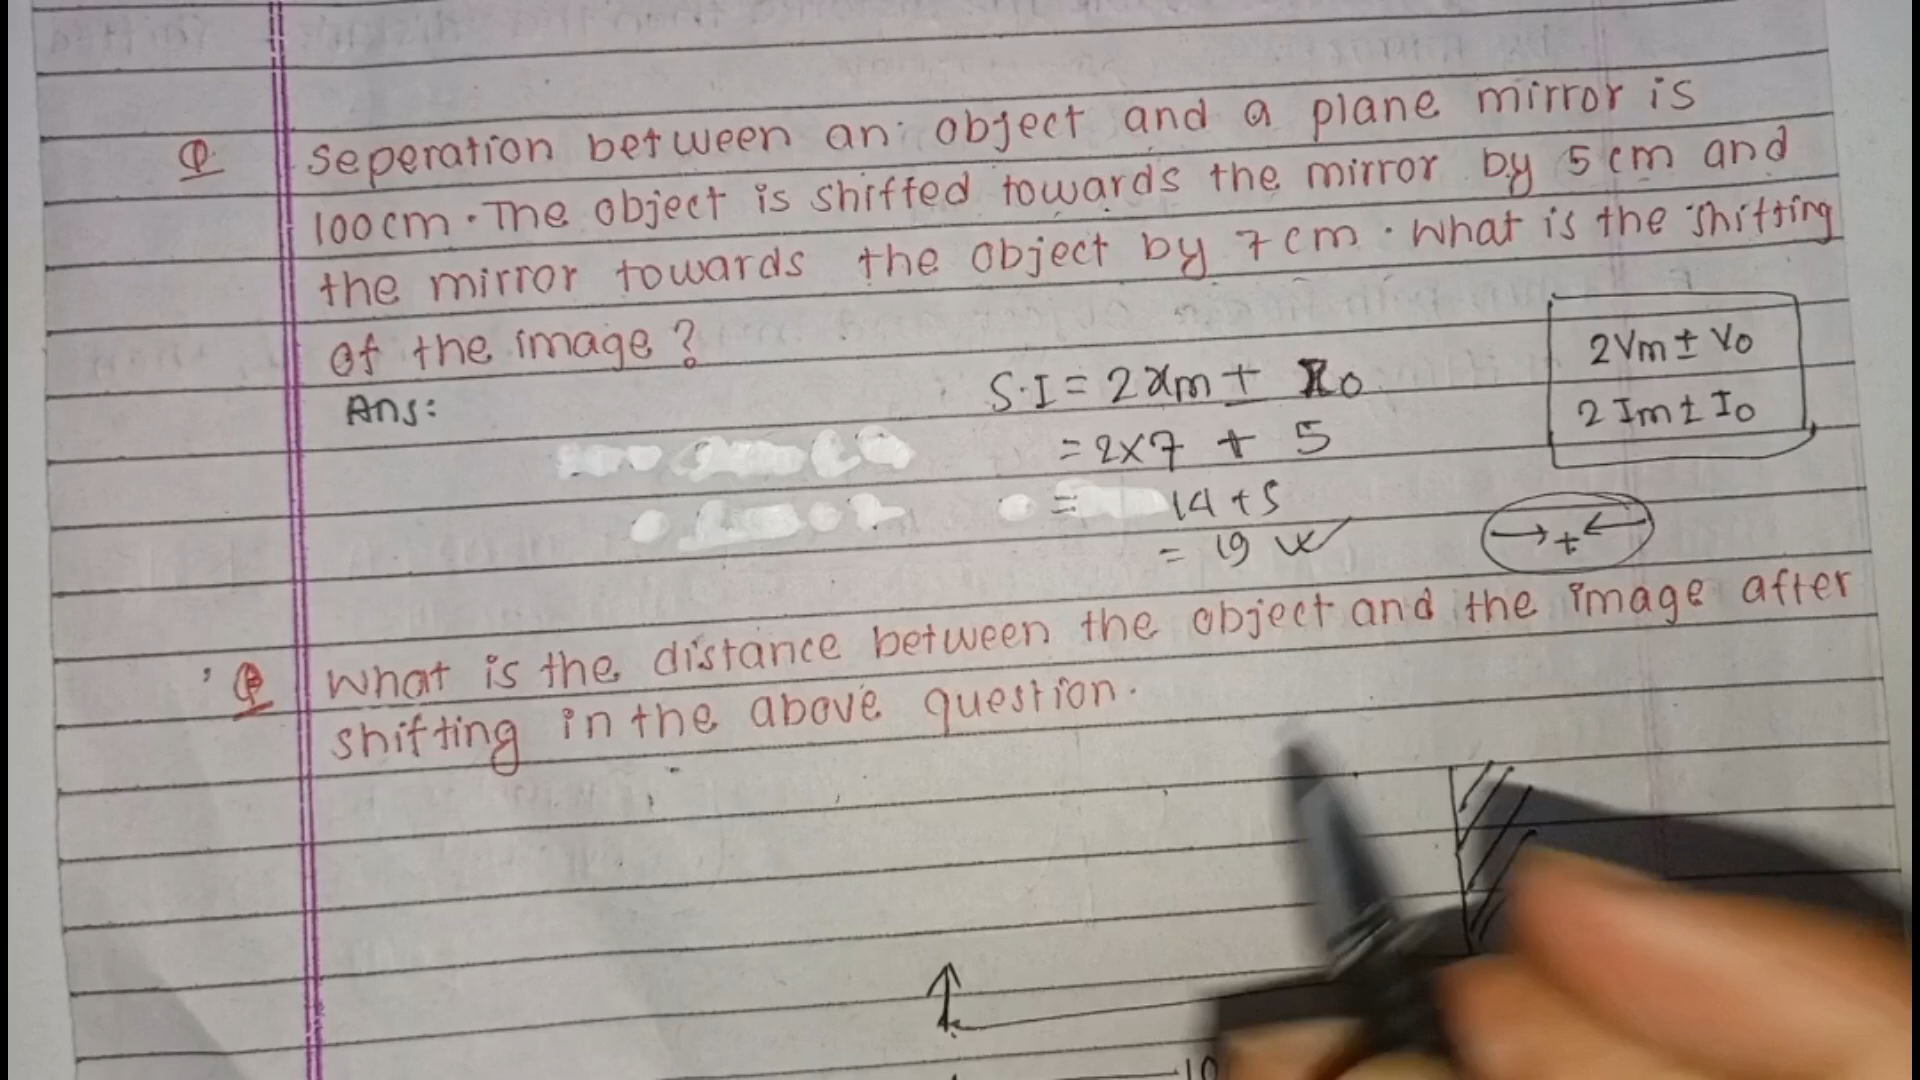 Q seperation between an object and a plane mirror is
100cm. The object is shifted towards the mirror by 5cm and
the mirror towards the object by 7cm. What is the shifting
of the image?
Ans:
S.I = 2xm + xo
= 2x7 + 5
= 14 + 5
= 19
2Vm ± Vo
2Im ± Io
→+←
Q What is the distance between the object and the image after
shifting in the above question.
10